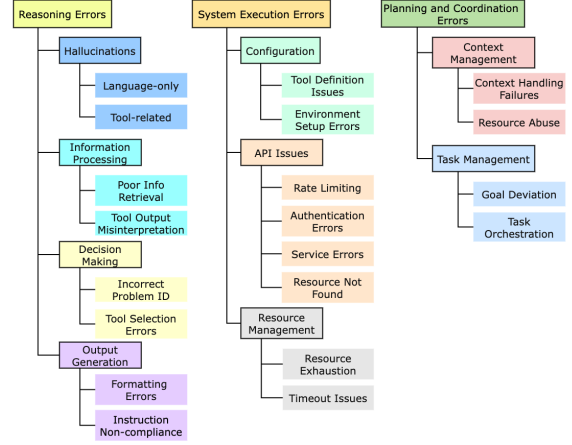 Reasoning Errors
Hallucinations
Language-only
Tool-related
Information
Processing
Poor Info
Retrieval
Tool Output
Misinterpretation
Decision
Making
Incorrect
Problem ID
Tool Selection
Errors
Output
Generation
Formatting
Errors
Instruction
Non-compliance
System Execution Errors
Configuration
Tool Definition
Issues
Environment
Setup Errors
API Issues
Rate Limiting
Authentication
Errors
Service Errors
Resource Not
Found
Resource
Management
Resource
Exhaustion
Timeout Issues
Planning and Coordination
Errors
Context
Management
Context Handling
Failures
Resource Abuse
Task Management
Goal Deviation
Task
Orchestration